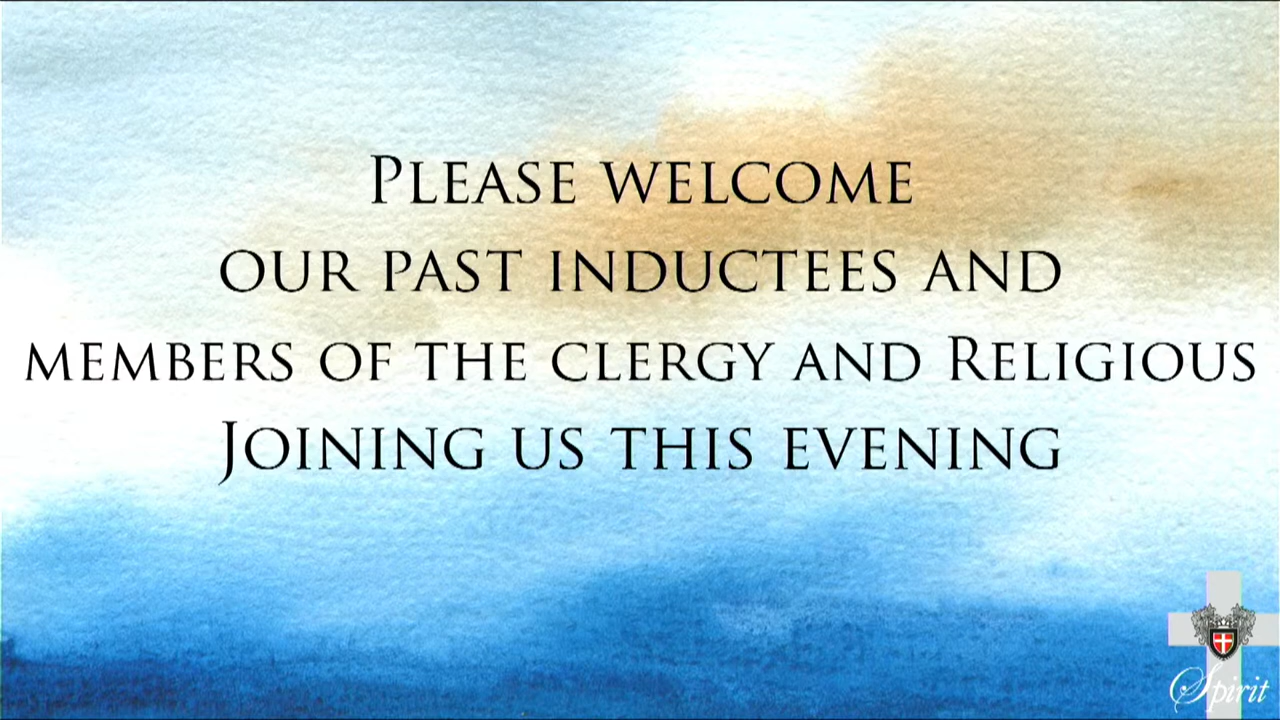 Please welcome
our past inductees and
members of the clergy and Religious
Joining us this evening
Spirit